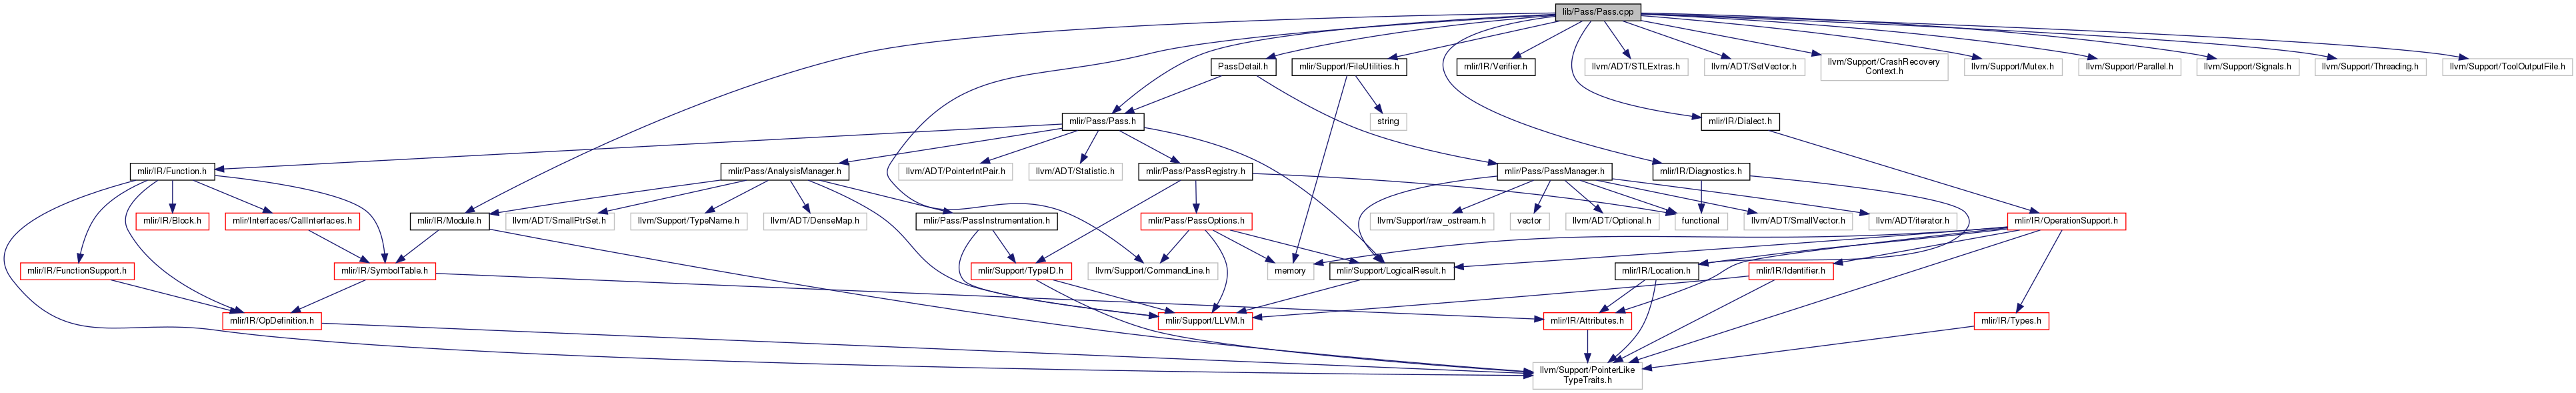 lib/Pass/Pass.cpp
PassDetail.h
mlir/Support/FileUtilities.h
mlir/IR/Verifier.h
llvm/ADT/STLExtras.h
llvm/ADT/SetVector.h
llvm/Support/CrashRecovery
Context.h
llvm/Support/Mutex.h
llvm/Support/Parallel.h
llvm/Support/Signals.h
llvm/Support/Threading.h
llvm/Support/ToolOutputFile.h
mlir/Pass/Pass.h
string
mlir/IR/Dialect.h
mlir/IR/Function.h
mlir/Pass/AnalysisManager.h
llvm/ADT/PointerIntPair.h
llvm/ADT/Statistic.h
mlir/Pass/PassRegistry.h
mlir/Pass/PassManager.h
mlir/IR/Diagnostics.h
mlir/IR/Block.h
mlir/Interfaces/CallInterfaces.h
mlir/IR/Module.h
llvm/ADT/SmallPtrSet.h
llvm/Support/TypeName.h
llvm/ADT/DenseMap.h
mlir/Pass/PassInstrumentation.h
mlir/Pass/PassOptions.h
llvm/Support/raw_ostream.h
vector
llvm/ADT/Optional.h
functional
llvm/ADT/SmallVector.h
llvm/ADT/iterator.h
mlir/IR/OperationSupport.h
mlir/IR/FunctionSupport.h
mlir/IR/SymbolTable.h
mlir/Support/TypeID.h
llvm/Support/CommandLine.h
memory
mlir/Support/LogicalResult.h
mlir/IR/Location.h
mlir/IR/Identifier.h
mlir/IR/OpDefinition.h
mlir/Support/LLVM.h
mlir/IR/Attributes.h
mlir/IR/Types.h
llvm/Support/PointerLike
TypeTraits.h